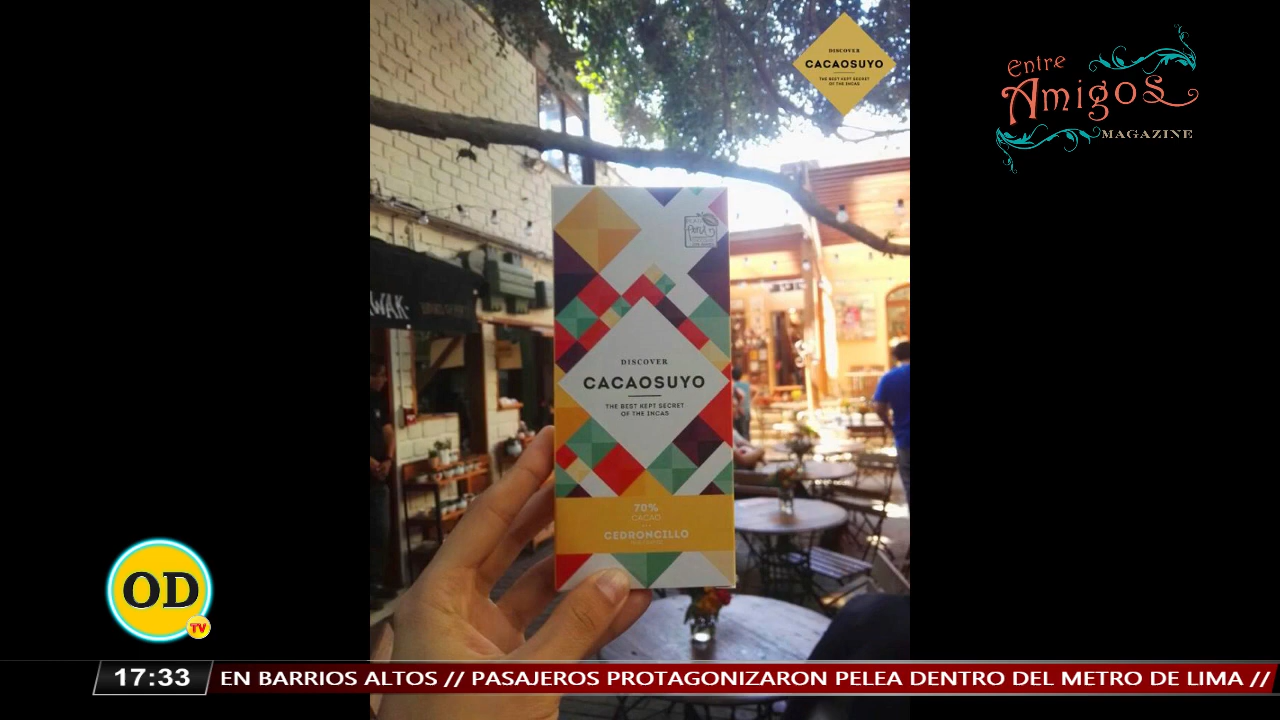 DISCOVER
CACAOSUYO
THE BEST KEPT SECRET
OF THE INCAS
Entre
Amigos
MAGAZINE
WAK
DISCOVER
CACAOSUYO
THE BEST KEPT SECRET
OF THE INCAS
70%
CACAO
CEDRONCILLO
OD
TV
17:33 EN BARRIOS ALTOS // PASAJEROS PROTAGONIZARON PELEA DENTRO DEL METRO DE LIMA //